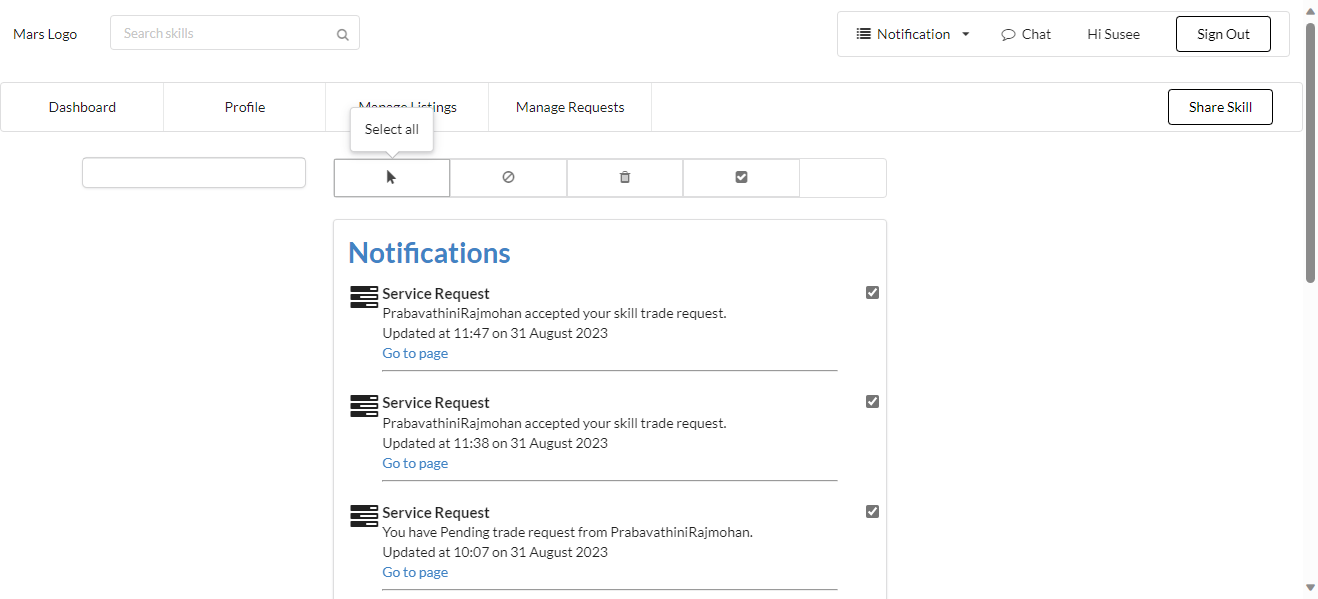 Mars Logo
Search skills
Notification
Chat
Hi Susee
Sign Out
Dashboard
Profile
Manage Listings
Manage Requests
Share Skill
Select all
Notifications
Service Request
PrabavathiniRajmohan accepted your skill trade request.
Updated at 11:47 on 31 August 2023
Go to page
Service Request
PrabavathiniRajmohan accepted your skill trade request.
Updated at 11:38 on 31 August 2023
Go to page
Service Request
You have Pending trade request from PrabavathiniRajmohan.
Updated at 10:07 on 31 August 2023
Go to page